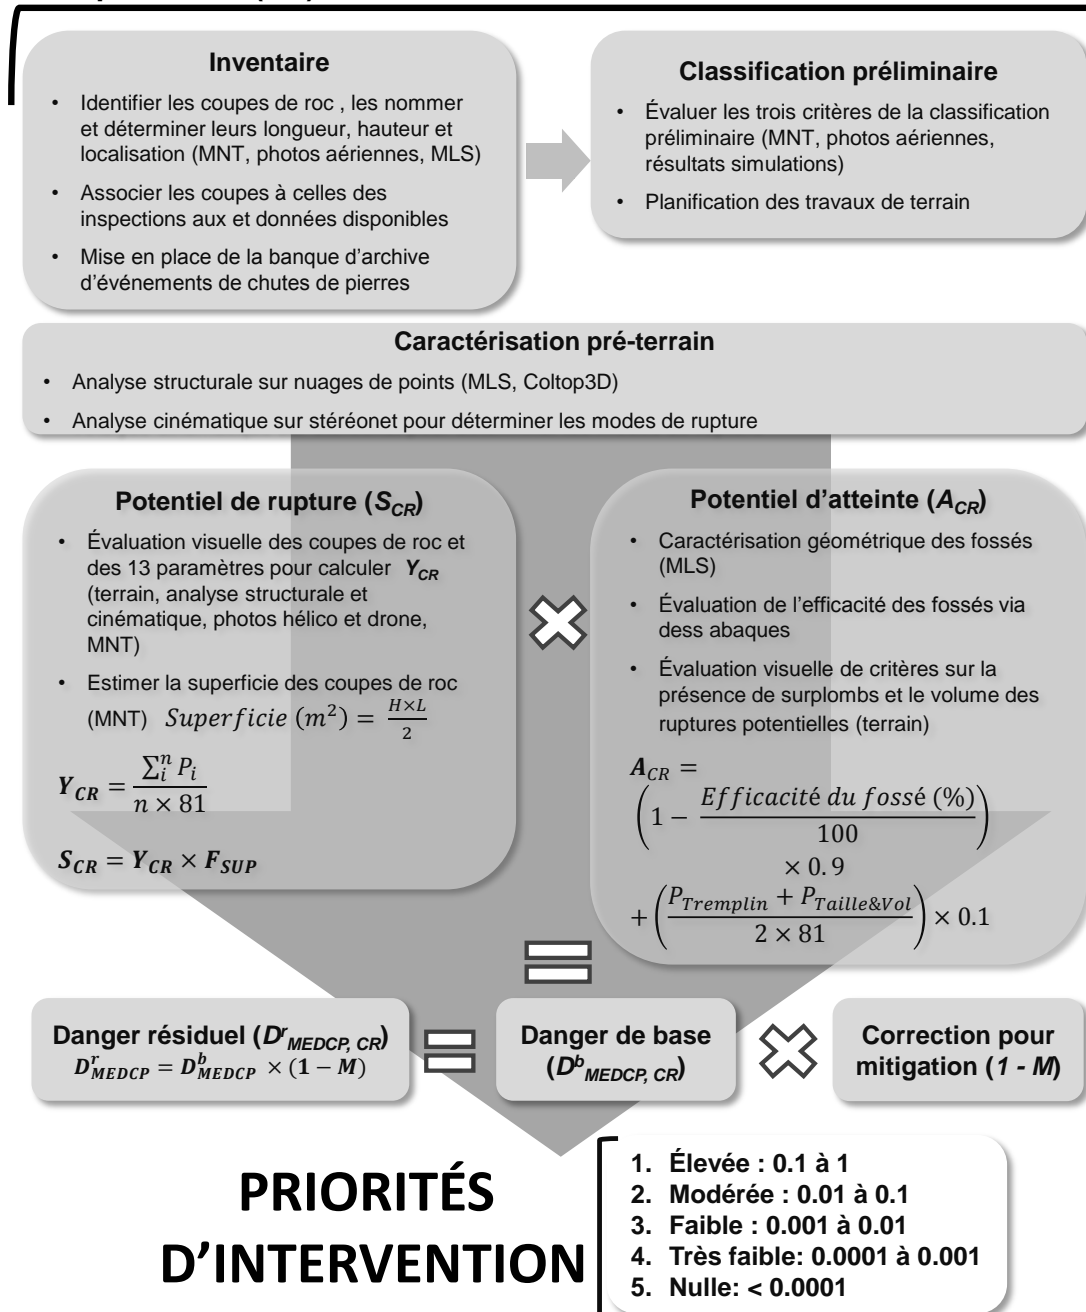 Inventaire
• Identifier les coupes de roc , les nommer
et déterminer leurs longueur, hauteur et
localisation (MNT, photos aériennes, MLS)
• Associer les coupes à celles des
inspections aux et données disponibles
• Mise en place de la banque d'archive
d'événements de chutes de pierres
Classification préliminaire
• Évaluer les trois critères de la classification
préliminaire (MNT, photos aériennes,
résultats simulations)
• Planification des travaux de terrain
Caractérisation pré-terrain
• Analyse structurale sur nuages de points (MLS, Coltop3D)
• Analyse cinématique sur stéréonet pour déterminer les modes de rupture
Potentiel de rupture (S_CR)
• Évaluation visuelle des coupes de roc et
des 13 paramètres pour calculer Y_CR
(terrain, analyse structurale et
cinématique, photos hélico et drone,
MNT)
• Estimer la superficie des coupes de roc
(MNT) Superficie (m²) = (H×L)/2
Y_CR = (∑_i^n P_i)/(n × 81)
S_CR = Y_CR × F_SUP
Potentiel d'atteinte (A_CR)
• Caractérisation géométrique des fossés
(MLS)
• Évaluation de l'efficacité des fossés via
dess abaques
• Évaluation visuelle de critères sur la
présence de surplombs et le volume des
ruptures potentielles (terrain)
A_CR =
(1 − (Efficacité du fossé (%))/100)
× 0.9
+ ((P_Tremplin + P_Taille&Vol)/(2 × 81)) × 0.1
Danger résiduel (D^r_MEDCP, CR)
D^r_MEDCP = D^b_MEDCP × (1 − M)
Danger de base
(D^b_MEDCP, CR)
Correction pour
mitigation (1 - M)
PRIORITÉS
D'INTERVENTION
1. Élevée : 0.1 à 1
2. Modérée : 0.01 à 0.1
3. Faible : 0.001 à 0.01
4. Très faible: 0.0001 à 0.001
5. Nulle: < 0.0001